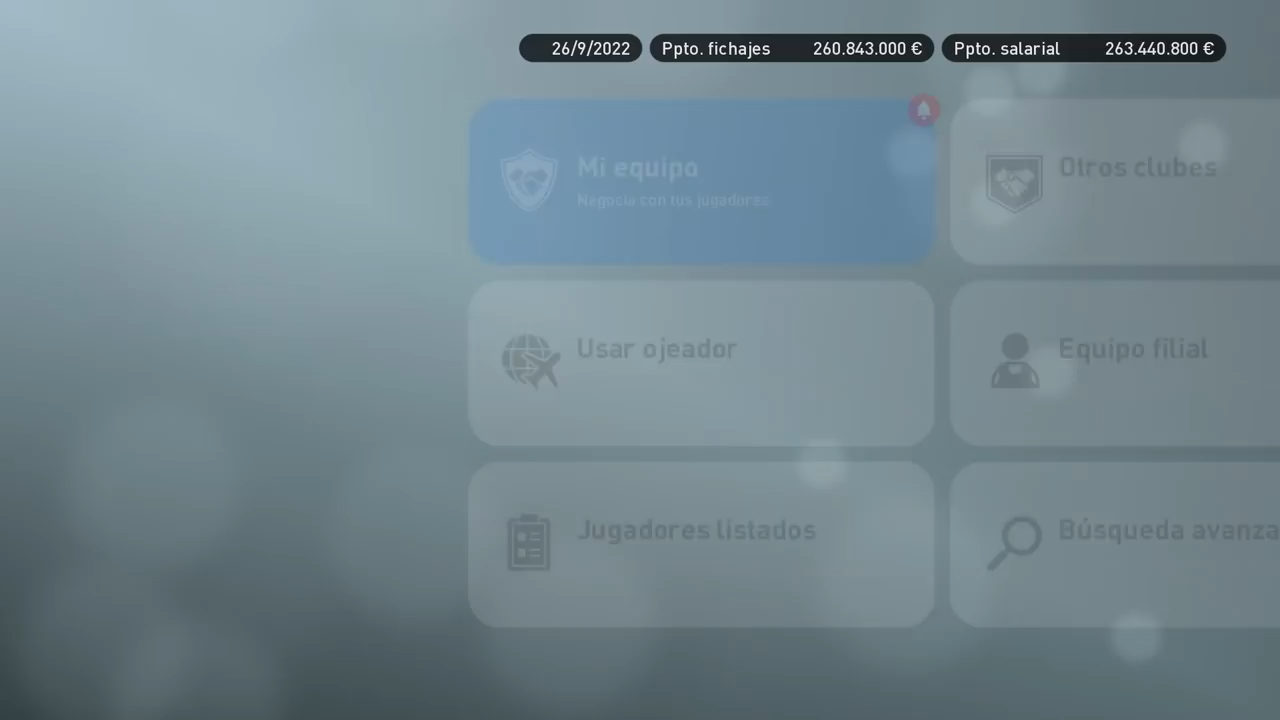 26/9/2022 Ppto. fichajes 260.843.000 € Ppto. salarial 263.440.800 €
Mi equipo Otros clubes
Negocia con tus jugadores
Usar ojeador Equipo filial
Jugadores listados Búsqueda avanza